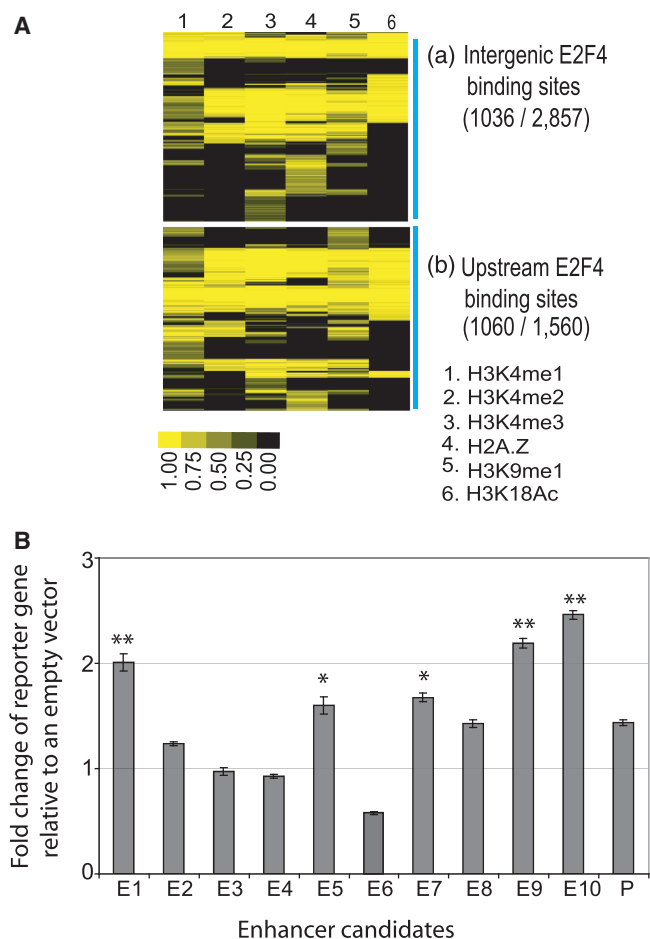 A
1 2 3 4 5 6
(a) Intergenic E2F4
binding sites
(1036 / 2,857)
(b) Upstream E2F4
binding sites
(1060 / 1,560)
1. H3K4me1
2. H3K4me2
3. H3K4me3
4. H2A.Z
5. H3K9me1
6. H3K18Ac
1.00 0.75 0.50 0.25 0.00
B
Fold change of reporter gene
relative to an empty vector
3
2
1
0
** * * ** **
E1 E2 E3 E4 E5 E6 E7 E8 E9 E10 P
Enhancer candidates